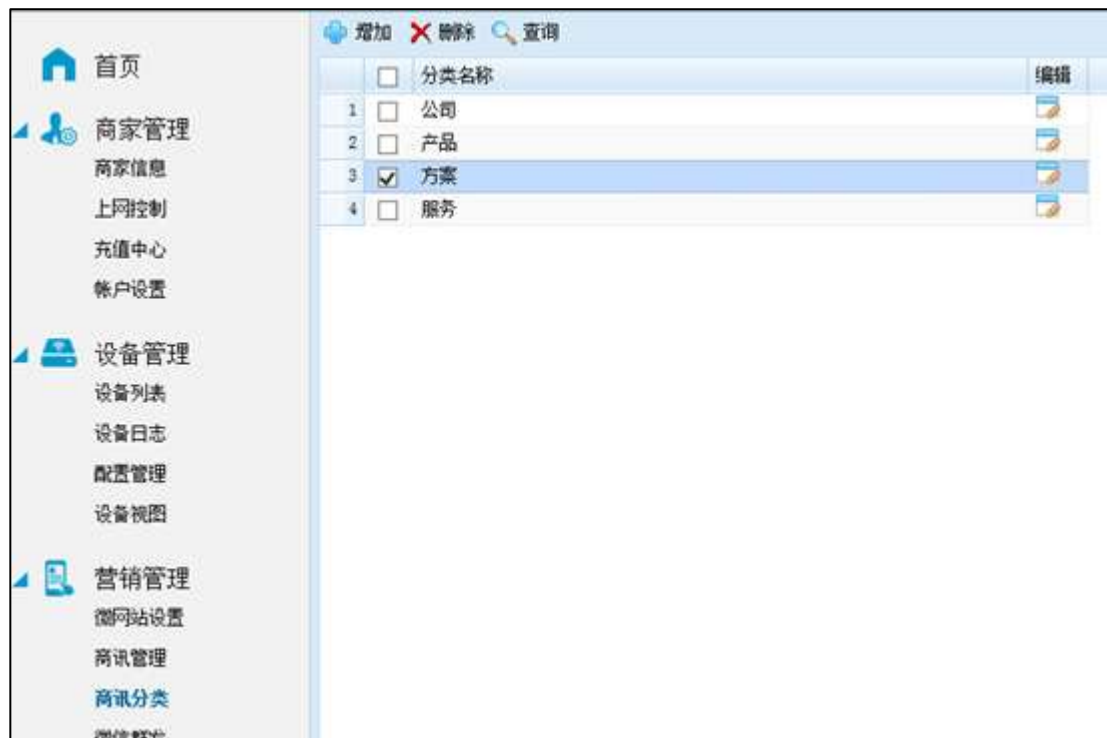 首页
商家管理
商家信息
上网控制
充值中心
帐户设置
设备管理
设备列表
设备日志
配置管理
设备视图
营销管理
微网站设置
商讯管理
商讯分类
微信群发
增加 删除 查询
分类名称 编辑
1 公司
2 产品
3 方案
4 服务